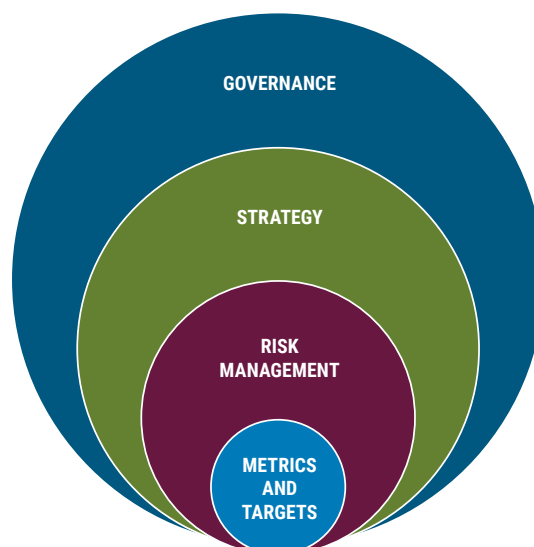 GOVERNANCE
STRATEGY
RISK
MANAGEMENT
METRICS
AND
TARGETS